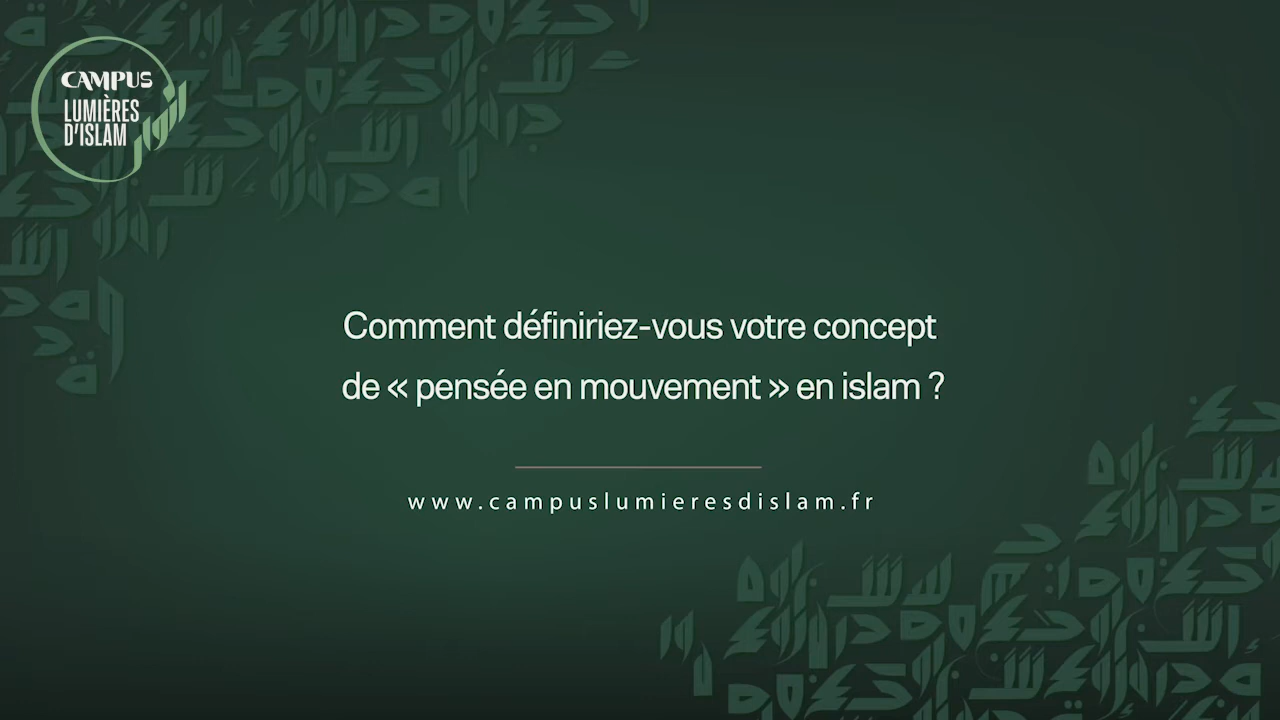 CAMPUS
LUMIÈRES
D'ISLAM
Comment définiriez-vous votre concept
de « pensée en mouvement » en islam ?
www.campuslumieresdislam.fr